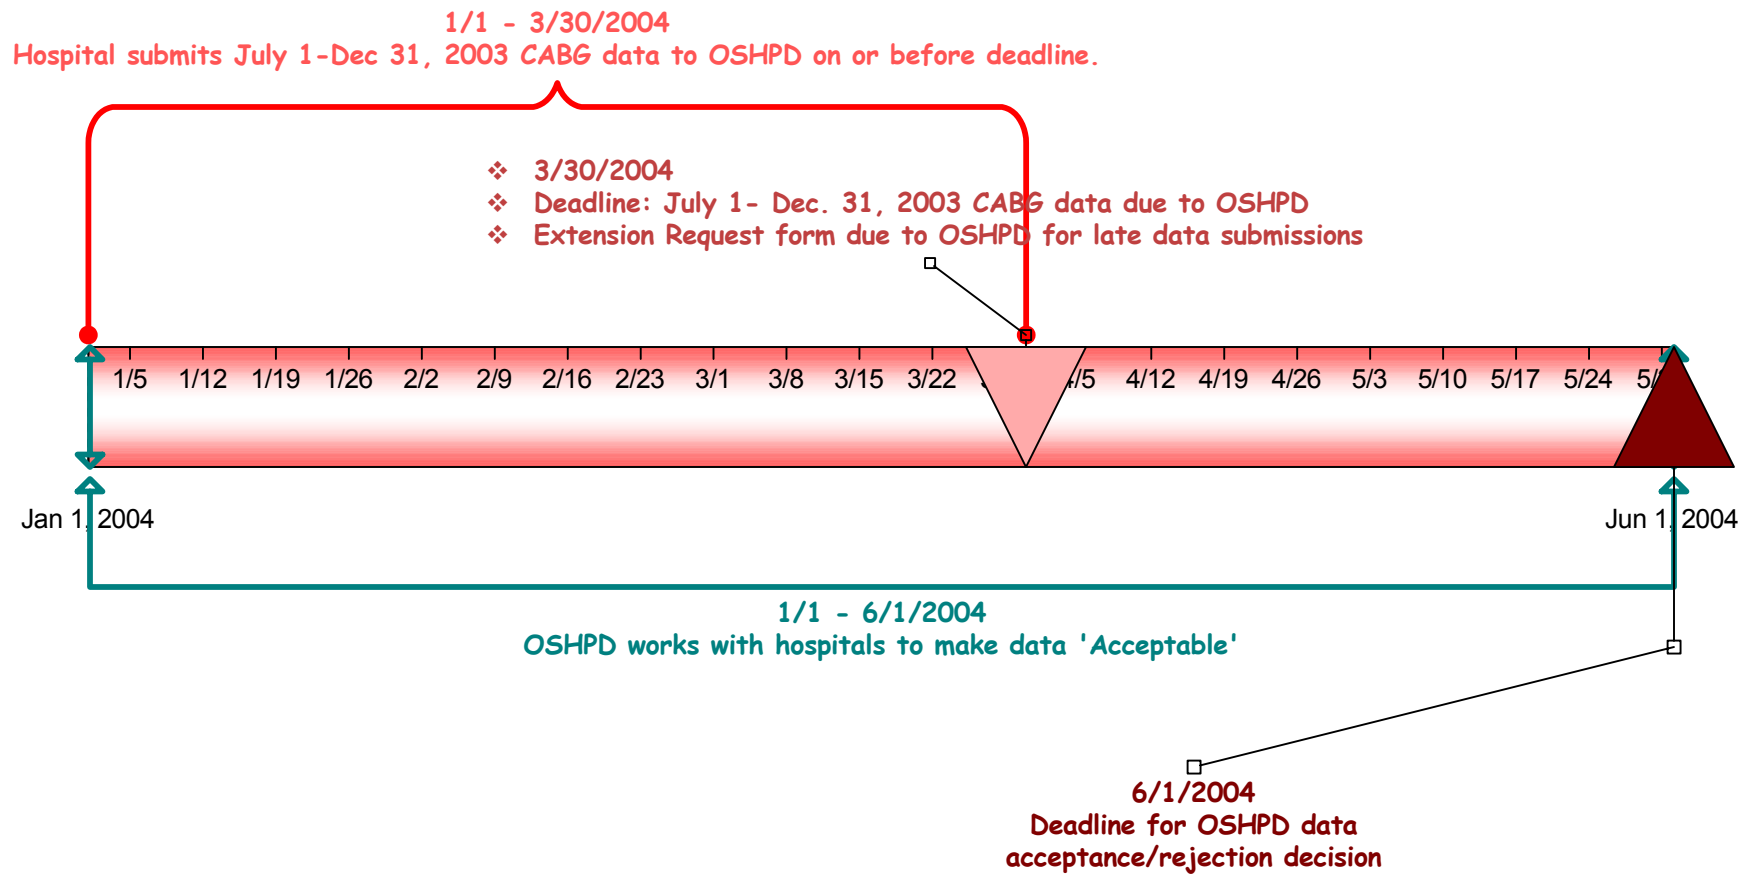 1/1 - 3/30/2004
Hospital submits July 1-Dec 31, 2003 CABG data to OSHPD on or before deadline.
❖ 3/30/2004
❖ Deadline: July 1- Dec. 31, 2003 CABG data due to OSHPD
❖ Extension Request form due to OSHPD for late data submissions
1/5 1/12 1/19 1/26 2/2 2/9 2/16 2/23 3/1 3/8 3/15 3/22 4/12 4/19 4/26 5/3 5/10 5/17 5/24
Jan 1, 2004 Jun 1, 2004
1/1 - 6/1/2004
OSHPD works with hospitals to make data 'Acceptable'
6/1/2004
Deadline for OSHPD data
acceptance/rejection decision